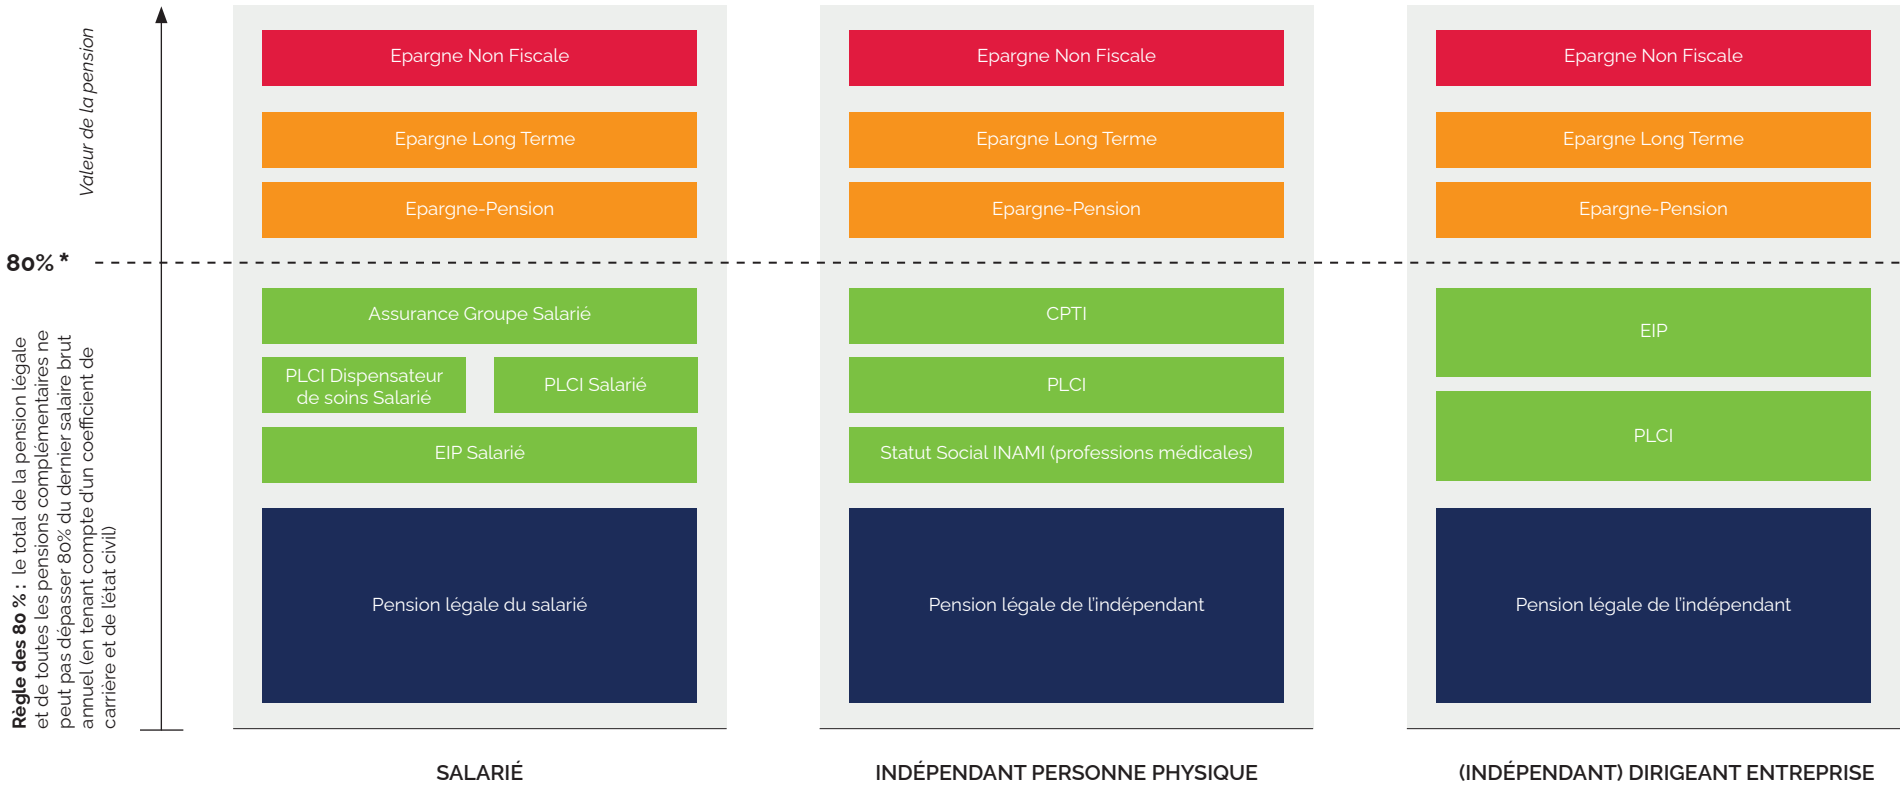 Valeur de la pension
80% *
Règle des 80 % : le total de la pension légale
et de toutes les pensions complémentaires ne
peut pas dépasser 80% du dernier salaire brut
annuel (en tenant compte d'un coefficient de
carrière et de l'état civil)
Epargne Non Fiscale
Epargne Long Terme
Epargne-Pension
Assurance Groupe Salarié
PLCI Dispensateur
de soins Salarié
PLCI Salarié
EIP Salarié
Pension légale du salarié
SALARIÉ
Epargne Non Fiscale
Epargne Long Terme
Epargne-Pension
CPTI
PLCI
Statut Social INAMI (professions médicales)
Pension légale de l'indépendant
INDÉPENDANT PERSONNE PHYSIQUE
Epargne Non Fiscale
Epargne Long Terme
Epargne-Pension
EIP
PLCI
Pension légale de l'indépendant
(INDÉPENDANT) DIRIGEANT ENTREPRISE